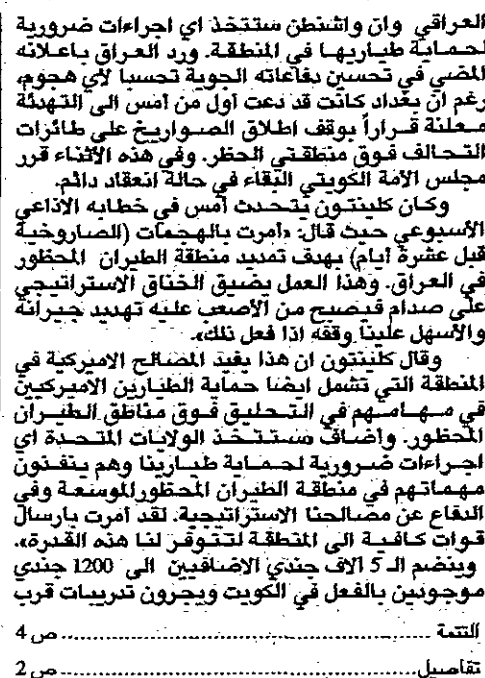 العراقي وان واشنطن ستتخذ اي اجراءات ضرورية
لحماية طياريها في المنطقة. ورد العراق باعلانه
المضي في تحسين دفاعاته الجوية تحسبا لأي هجوم،
رغم ان بغداد كانت قد دعت أول من أمس الى التهدئة
معلنة قراراً بوقف اطلاق الصواريخ على طائرات
التحالف فوق منطقتي الحظر. وفي هذه الأثناء قرر
مجلس الأمة الكويتي البقاء في حالة انعقاد دائم.
وكان كلينتون يتحدث أمس في خطابه الاذاعي
الأسبوعي حيث قال: «أمرت بالهجمات (الصاروخية
قبل عشرة أيام) بهدف تمديد منطقة الطيران المحظور
في العراق. وهذا العمل يضيق الخناق الاستراتيجي
على صدام فيصبح من الأصعب عليه تهديد جيرانه
والأسهل علينا وقفه اذا فعل ذلك».
وقال كلينتون ان هذا يفيد المصالح الاميركية في
المنطقة التي تشمل ايضا حماية الطيارين الاميركيين
في مهامهم في التحليق فوق مناطق الطيران
المحظور. واضاف «ستتخذ الولايات المتحدة اي
اجراءات ضرورية لحماية طيارينا وهم ينفذون
مهماتهم في منطقة الطيران المحظور الموسعة وفي
الدفاع عن مصالحنا الاستراتيجية. لقد أمرت بارسال
قوات كافية الى المنطقة لتتوفر لنا هذه القدرة».
وينضم الـ 5 آلاف جندي الاضافيين الى 1200 جندي
موجودين بالفعل في الكويت ويجرون تدريبات قرب
التتمة ........................ ص 4
تفاصيل ........................ ص 2